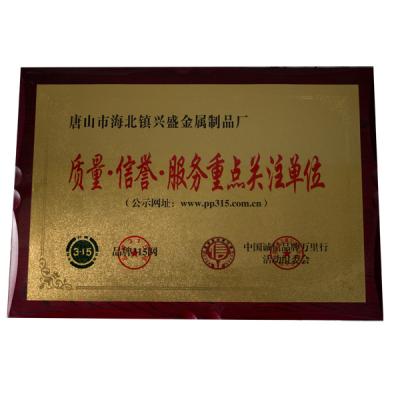 唐山市海北镇兴盛金属制品厂
质量·信誉·服务重点关注单位
（公示网址：www.pp315.com.cn）
3·15 品牌315网
中国诚信品牌万里行
活动组委会